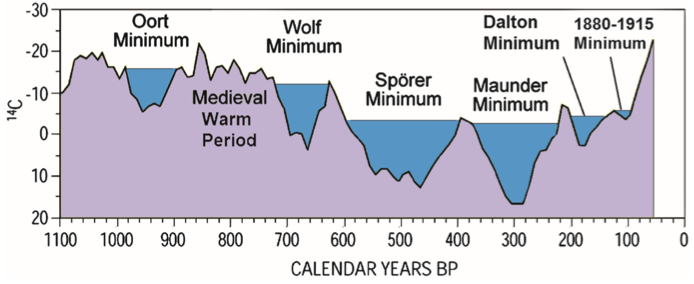 -30
-20
-10
0
10
20
14C
Oort
Minimum
Wolf
Minimum
Spörer
Minimum
Maunder
Minimum
Dalton
Minimum
1880-1915
Minimum
Medieval
Warm
Period
1100 1000 900 800 700 600 500 400 300 200 100 0
CALENDAR YEARS BP